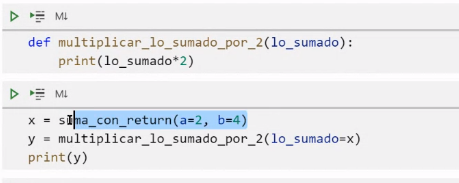 M↓
def multiplicar_lo_sumado_por_2(lo_sumado):
    print(lo_sumado*2)
M↓
x = suma_con_return(a=2, b=4)
y = multiplicar_lo_sumado_por_2(lo_sumado=x)
print(y)